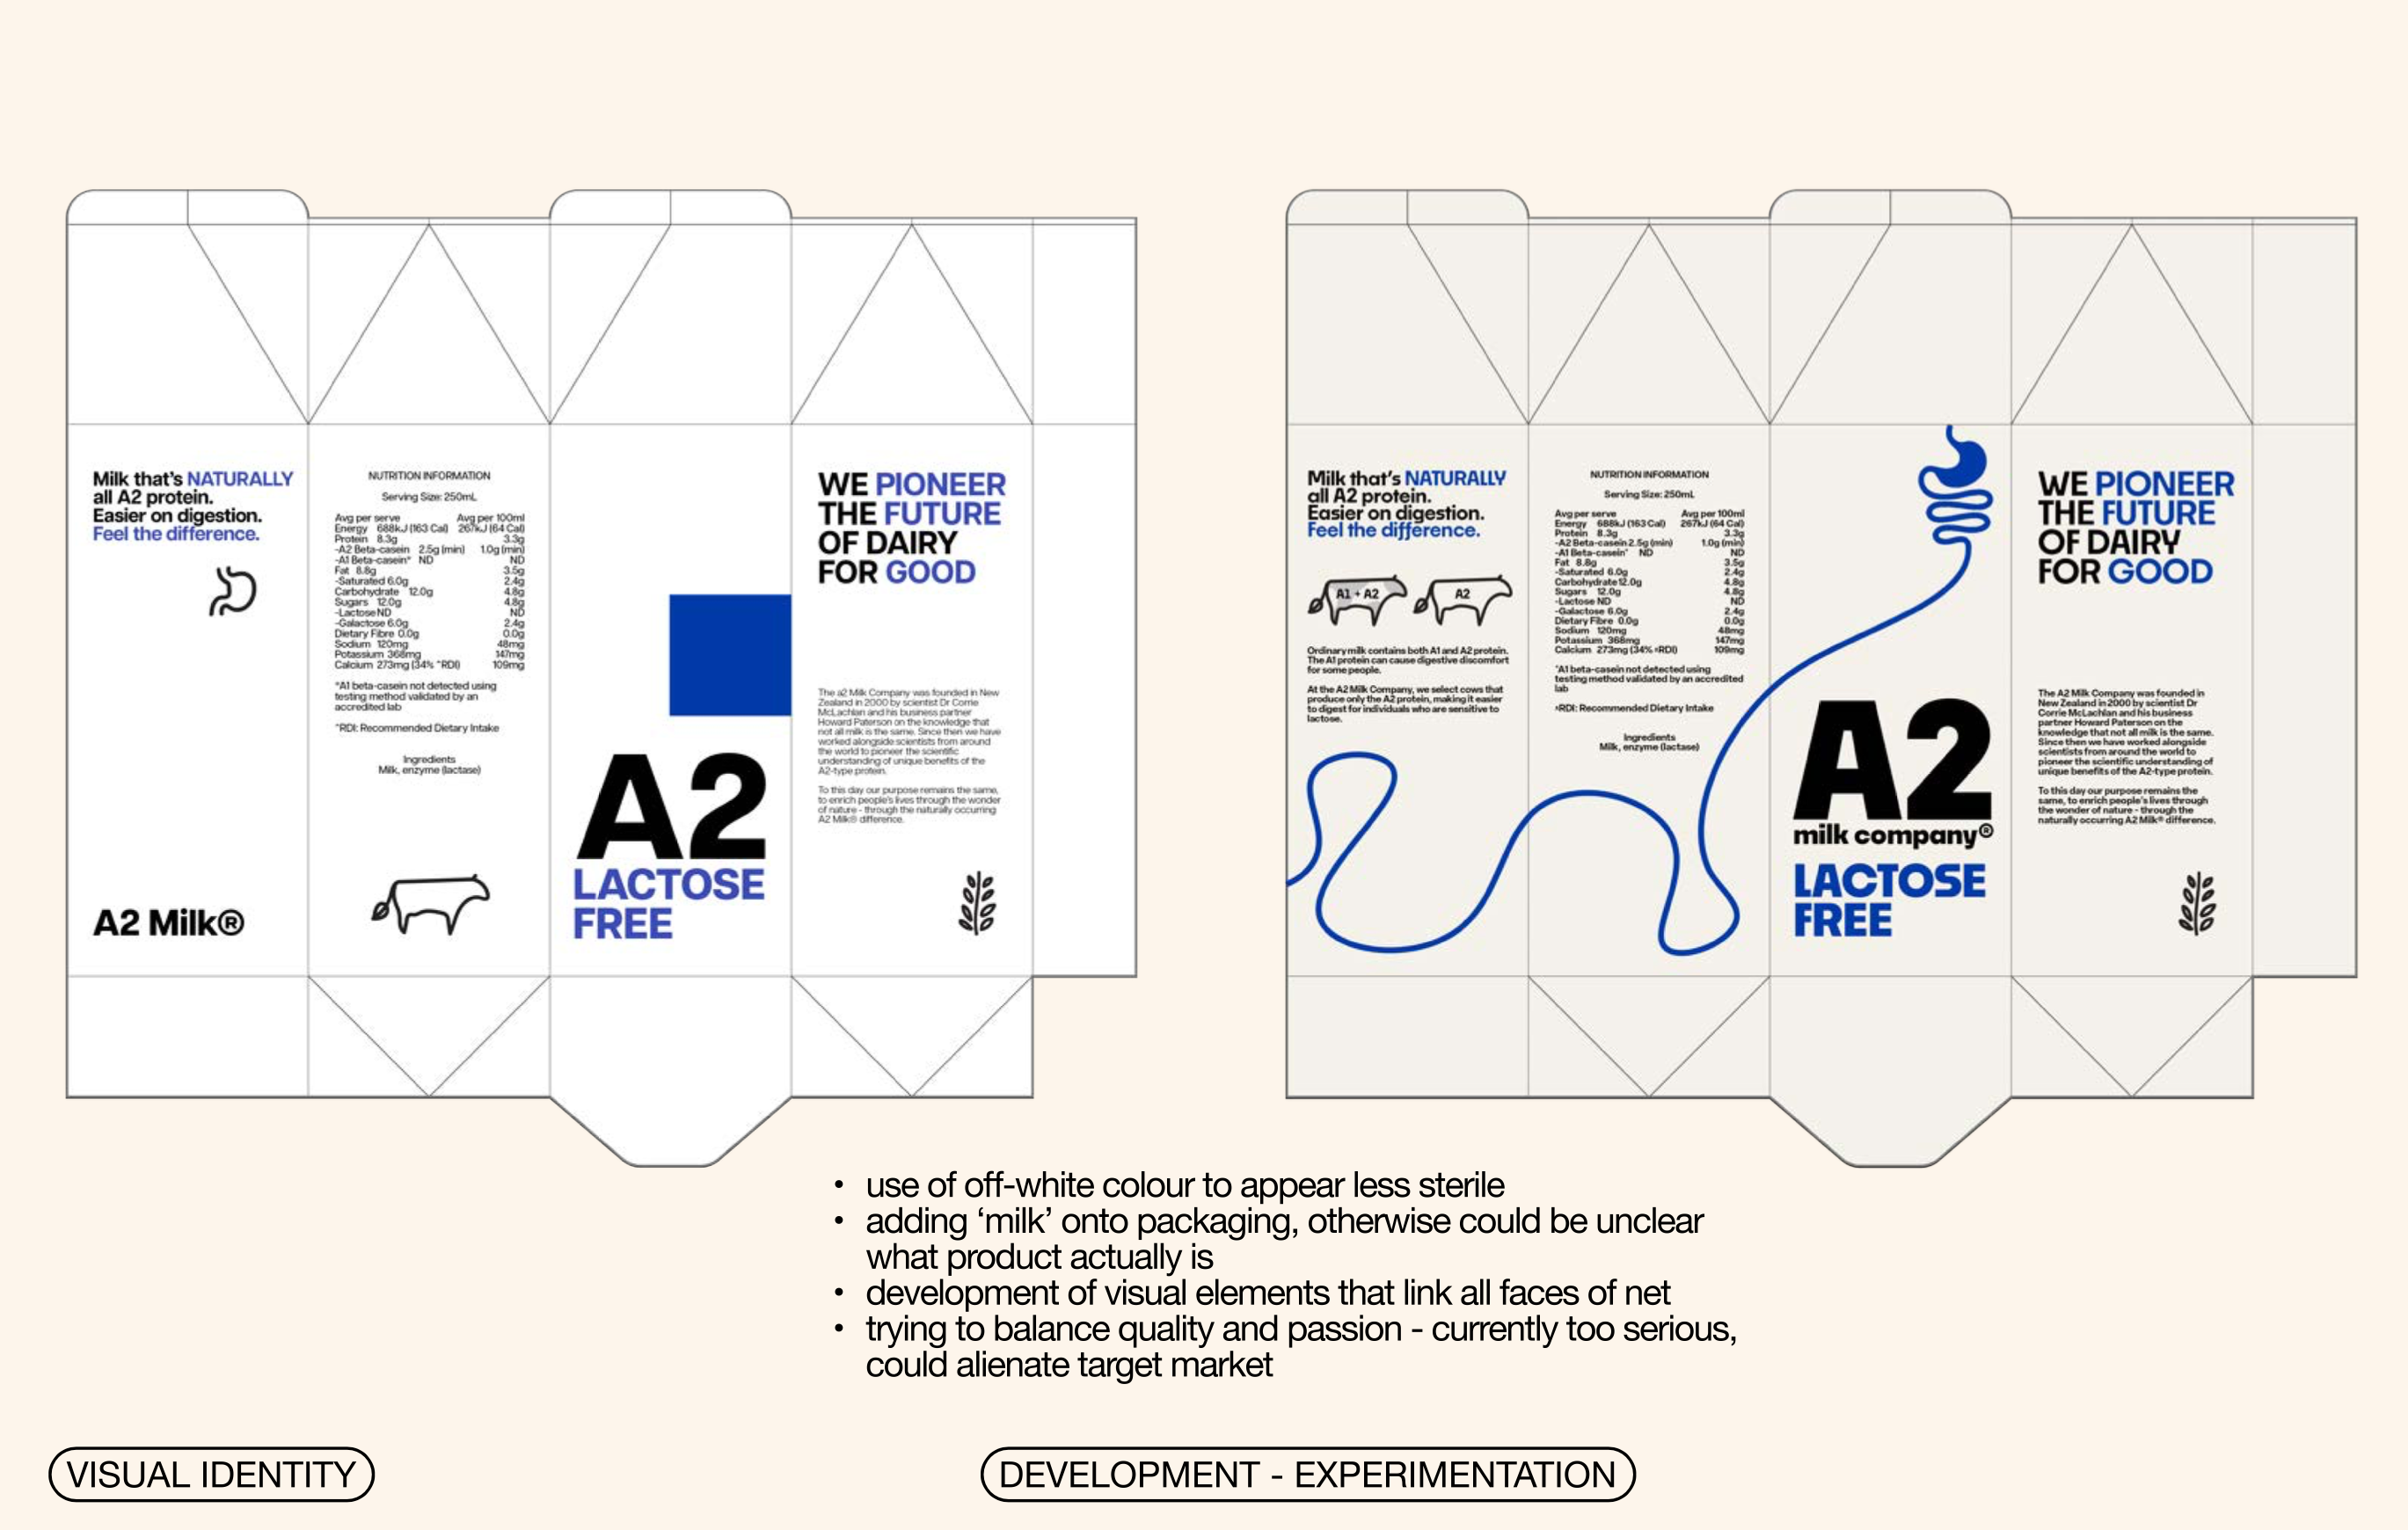 Milk that's NATURALLY
all A2 protein.
Easier on digestion.
Feel the difference.
A2 Milk®
NUTRITION INFORMATION
Serving Size: 250mL
Avg per serve Avg per 100ml
Energy 688kJ (163 Cal) 267kJ (64 Cal)
Protein 8.3g 3.3g
-A2 Beta-casein 2.5g (min) 1.0g (min)
-A1 Beta-casein* ND ND
Fat 8.8g 3.5g
-Saturated 6.0g 2.4g
Carbohydrate 12.0g 4.8g
Sugars 12.0g 4.8g
-Lactose ND ND
-Galactose 6.0g 2.4g
Dietary Fibre 0.0g 0.0g
Sodium 120mg 48mg
Potassium 368mg 147mg
Calcium 273mg (34% ^RDI) 109mg
*A1 beta-casein not detected using
testing method validated by an
accredited lab
^RDI: Recommended Dietary Intake
Ingredients
Milk, enzyme (lactase)
A2
LACTOSE
FREE
WE PIONEER
THE FUTURE
OF DAIRY
FOR GOOD
The a2 Milk Company was founded in New
Zealand in 2000 by scientist Dr Corrie
McLachlan and his business partner
Howard Paterson on the knowledge that
not all milk is the same. Since then we have
worked alongside scientists from around
the world to pioneer the scientific
understanding of unique benefits of the
A2-type protein.
To this day our purpose remains the same,
to enrich people's lives through the wonder
of nature - through the naturally occurring
A2 Milk® difference.
Milk that's NATURALLY
all A2 protein.
Easier on digestion.
Feel the difference.
A1 + A2 A2
Ordinary milk contains both A1 and A2 protein.
The A1 protein can cause digestive discomfort
for some people.
At the A2 Milk Company, we select cows that
produce only the A2 protein, making it easier
to digest for individuals who are sensitive to
lactose.
NUTRITION INFORMATION
Serving Size: 250mL
Avg per serve Avg per 100ml
Energy 688kJ (163 Cal) 267kJ (64 Cal)
Protein 8.3g 3.3g
-A2 Beta-casein 2.5g (min) 1.0g (min)
-A1 Beta-casein* ND ND
Fat 8.8g 3.5g
-Saturated 6.0g 2.4g
Carbohydrate 12.0g 4.8g
Sugars 12.0g 4.8g
-Lactose ND ND
-Galactose 6.0g 2.4g
Dietary Fibre 0.0g 0.0g
Sodium 120mg 48mg
Potassium 368mg 147mg
Calcium 273mg (34% ^RDI) 109mg
*A1 beta-casein not detected using
testing method validated by an accredited
lab
^RDI: Recommended Dietary Intake
Ingredients
Milk, enzyme (lactase)
A2
milk company®
LACTOSE
FREE
WE PIONEER
THE FUTURE
OF DAIRY
FOR GOOD
The A2 Milk Company was founded in
New Zealand in 2000 by scientist Dr
Corrie McLachlan and his business
partner Howard Paterson on the
knowledge that not all milk is the same.
Since then we have worked alongside
scientists from around the world to
pioneer the scientific understanding of
unique benefits of the A2-type protein.
To this day our purpose remains the
same, to enrich people's lives through
the wonder of nature - through the
naturally occurring A2 Milk® difference.
• use of off-white colour to appear less sterile
• adding ‘milk’ onto packaging, otherwise could be unclear
what product actually is
• development of visual elements that link all faces of net
• trying to balance quality and passion - currently too serious,
could alienate target market
VISUAL IDENTITY
DEVELOPMENT - EXPERIMENTATION